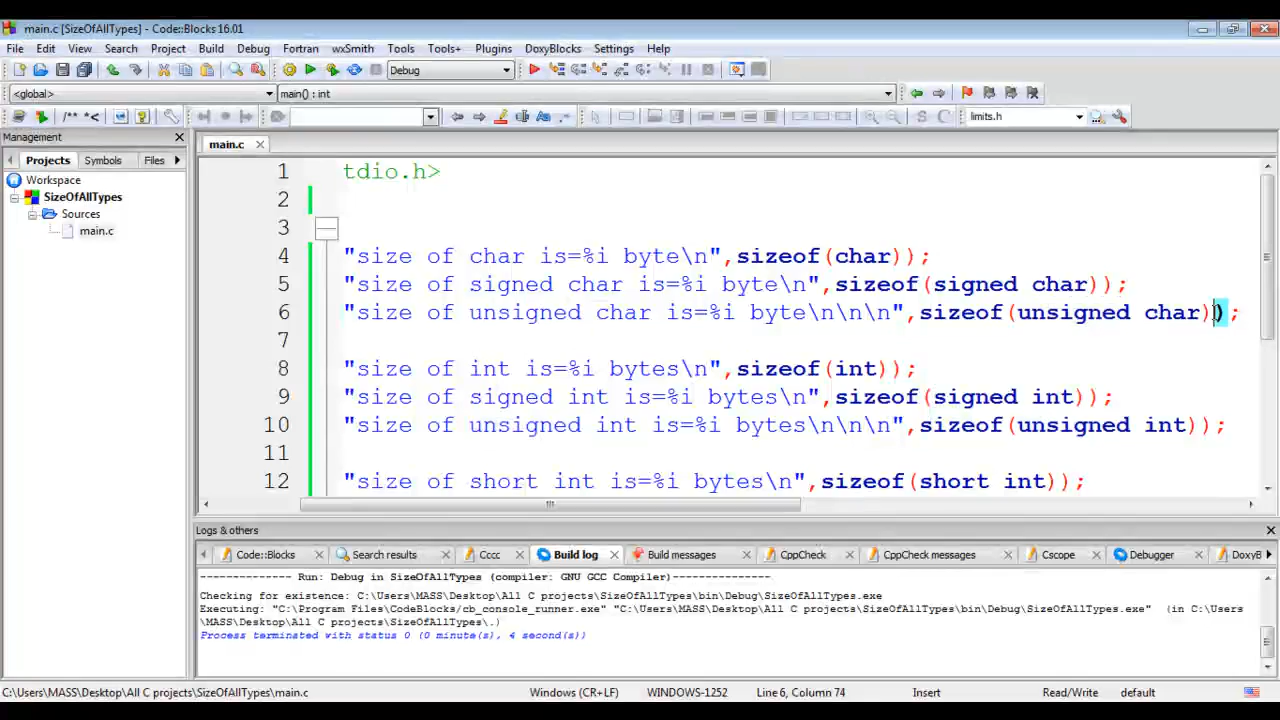 main.c [SizeOfAllTypes] - Code::Blocks 16.01
File Edit View Search Project Build Debug Fortran wxSmith Tools Tools+ Plugins DoxyBlocks Settings Help
Debug
<global> main() : int
/** *< S C limits.h
Management
Projects Symbols Files
main.c
Workspace
SizeOfAllTypes
Sources
main.c
1 tdio.h>
2
3
4 "size of char is=%i byte\n",sizeof(char));
5 "size of signed char is=%i byte\n",sizeof(signed char));
6 "size of unsigned char is=%i byte\n\n\n",sizeof(unsigned char));
7
8 "size of int is=%i bytes\n",sizeof(int));
9 "size of signed int is=%i bytes\n",sizeof(signed int));
10 "size of unsigned int is=%i bytes\n\n\n",sizeof(unsigned int));
11
12 "size of short int is=%i bytes\n",sizeof(short int));
Logs & others
Code::Blocks Search results Cccc Build log Build messages CppCheck CppCheck messages Cscope Debugger DoxyB
-------------- Run: Debug in SizeOfAllTypes (compiler: GNU GCC Compiler)---------------
Checking for existence: C:\Users\MASS\Desktop\All C projects\SizeOfAllTypes\bin\Debug\SizeOfAllTypes.exe
Executing: "C:\Program Files\CodeBlocks/cb_console_runner.exe" "C:\Users\MASS\Desktop\All C projects\SizeOfAllTypes\bin\Debug\SizeOfAllTypes.exe" (in C:\Users
\MASS\Desktop\All C projects\SizeOfAllTypes\.)
Process terminated with status 0 (0 minute(s), 4 second(s))
C:\Users\MASS\Desktop\All C projects\SizeOfAllTypes\main.c Windows (CR+LF) WINDOWS-1252 Line 6, Column 74 Insert Read/Write default